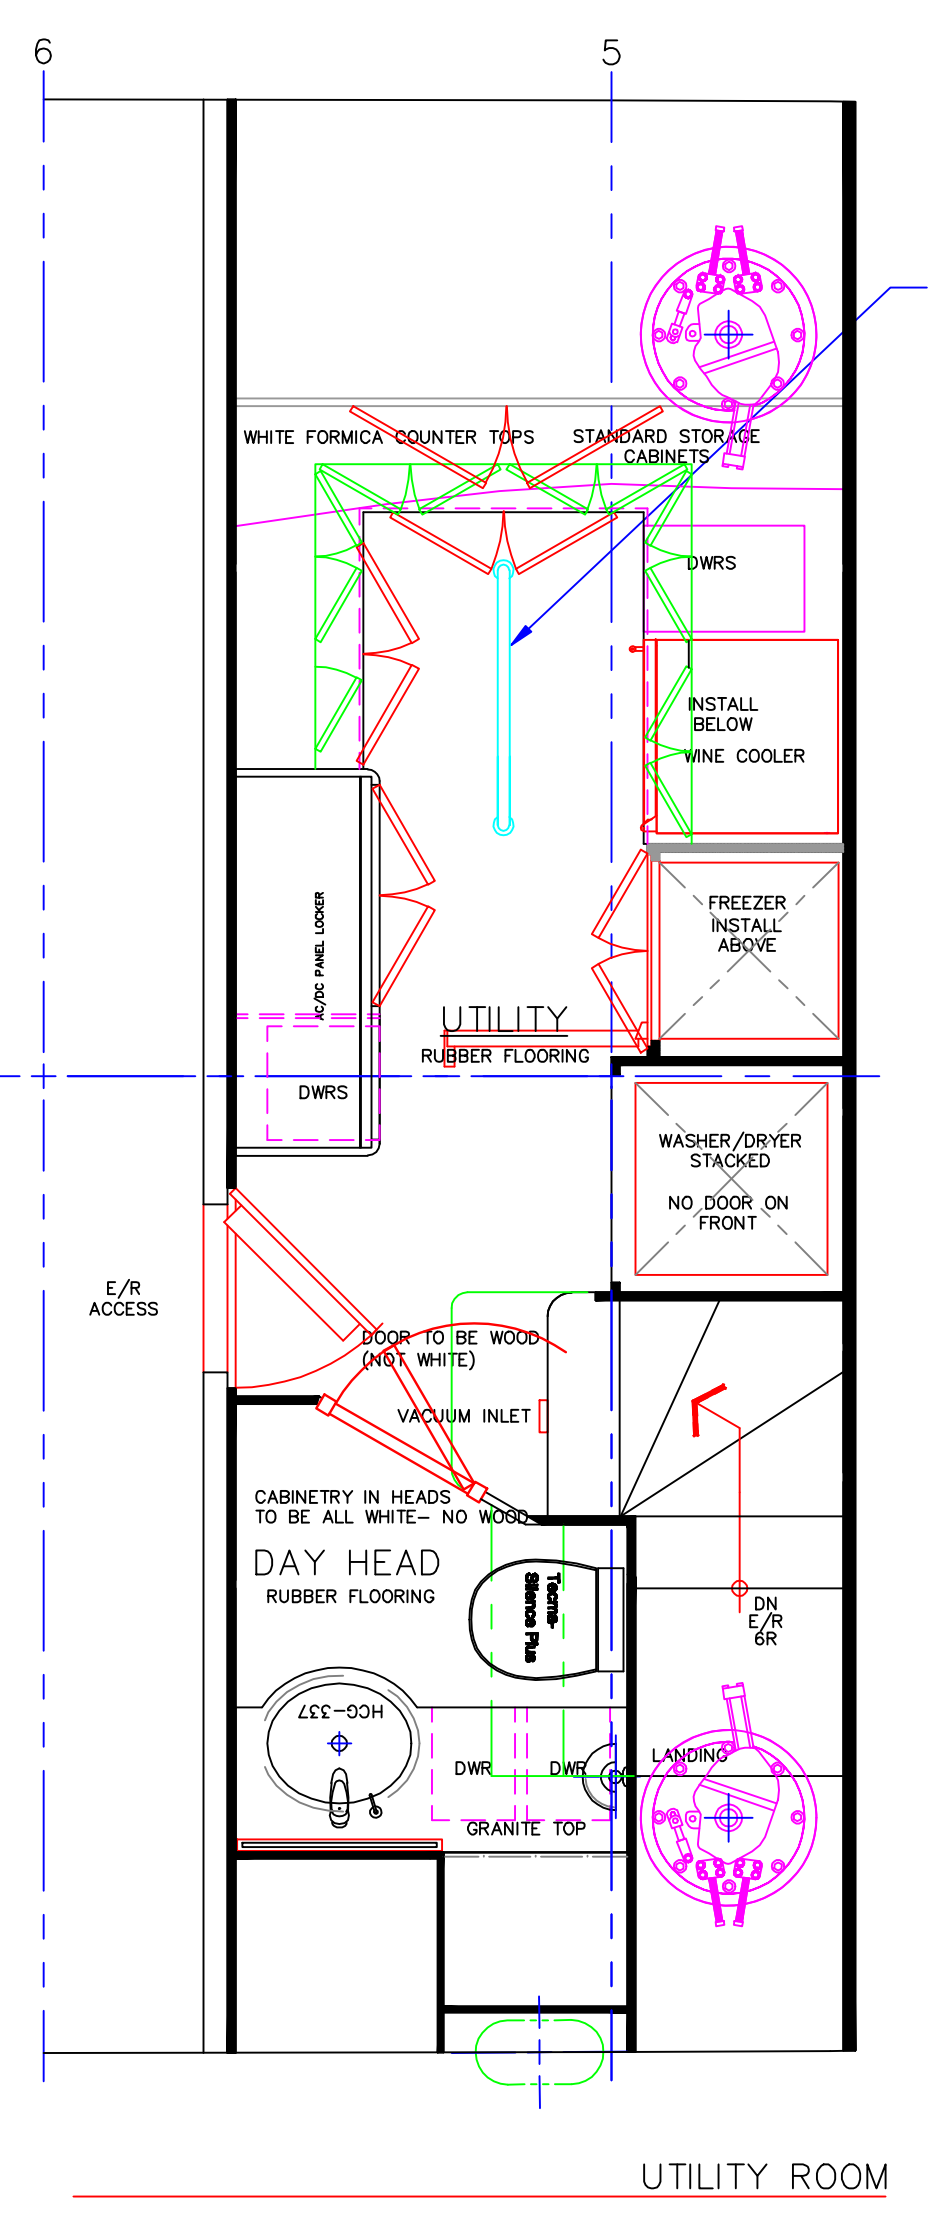 6
5
WHITE FORMICA COUNTER TOPS
STANDARD STORAGE
CABINETS
DWRS
INSTALL
BELOW
WINE COOLER
FREEZER
INSTALL
ABOVE
AC/DC PANEL LOCKER
UTILITY
RUBBER FLOORING
DWRS
WASHER/DRYER
STACKED
NO DOOR ON
FRONT
E/R
ACCESS
DOOR TO BE WOOD
(NOT WHITE)
VACUUM INLET
CABINETRY IN HEADS
TO BE ALL WHITE- NO WOOD
DAY HEAD
RUBBER FLOORING
Tecma-
Silence Plus
DN
E/R
6R
HCG-337
DWR
DWR
LANDING
GRANITE TOP
UTILITY ROOM